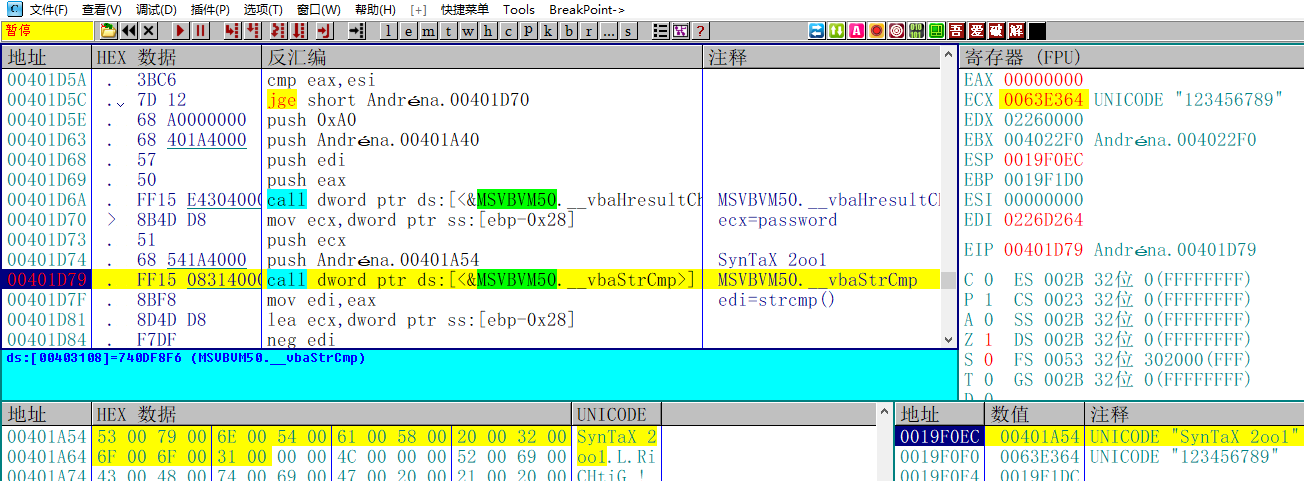 C 文件(F) 查看(V) 调试(D) 插件(P) 选项(T) 窗口(W) 帮助(H) [+] 快捷菜单 Tools BreakPoint->
暂停 l e m t w h c p k b r ... s ? A 吾 爱 破 解
地址 HEX 数据 反汇编 注释 寄存器 (FPU)
00401D5A . 3BC6 cmp eax,esi
00401D5C . 7D 12 jge short Andréna.00401D70
00401D5E . 68 A0000000 push 0xA0
00401D63 . 68 401A4000 push Andréna.00401A40
00401D68 . 57 push edi
00401D69 . 50 push eax
00401D6A . FF15 E4304000 call dword ptr ds:[<&MSVBVM50.__vbaHresultCh MSVBVM50.__vbaHresultCh
00401D70 > 8B4D D8 mov ecx,dword ptr ss:[ebp-0x28] ecx=password
00401D73 . 51 push ecx
00401D74 . 68 541A4000 push Andréna.00401A54 SynTaX 2oo1
00401D79 . FF15 08314000 call dword ptr ds:[<&MSVBVM50.__vbaStrCmp>] MSVBVM50.__vbaStrCmp
00401D7F . 8BF8 mov edi,eax edi=strcmp()
00401D81 . 8D4D D8 lea ecx,dword ptr ss:[ebp-0x28]
00401D84 . F7DF neg edi
EAX 00000000
ECX 0063E364 UNICODE "123456789"
EDX 02260000
EBX 004022F0 Andréna.004022F0
ESP 0019F0EC
EBP 0019F1D0
ESI 00000000
EDI 0226D264
EIP 00401D79 Andréna.00401D79
C 0 ES 002B 32位 0(FFFFFFFF)
P 1 CS 0023 32位 0(FFFFFFFF)
A 0 SS 002B 32位 0(FFFFFFFF)
Z 1 DS 002B 32位 0(FFFFFFFF)
S 0 FS 0053 32位 302000(FFF)
T 0 GS 002B 32位 0(FFFFFFFF)
ds:[00403108]=740DF8F6 (MSVBVM50.__vbaStrCmp)
地址 HEX 数据 UNICODE
00401A54 53 00 79 00 6E 00 54 00 61 00 58 00 20 00 32 00 SynTaX 2
00401A64 6F 00 6F 00 31 00 00 00 4C 00 00 00 52 00 69 00 oo1.L.Ri
00401A74 43 00 48 00 74 00 69 00 47 00 20 00 21 00 20 00 CHtiG !
地址 数值 注释
0019F0EC 00401A54 UNICODE "SynTaX 2oo1"
0019F0F0 0063E364 UNICODE "123456789"
0019F0F4 0019F1DC